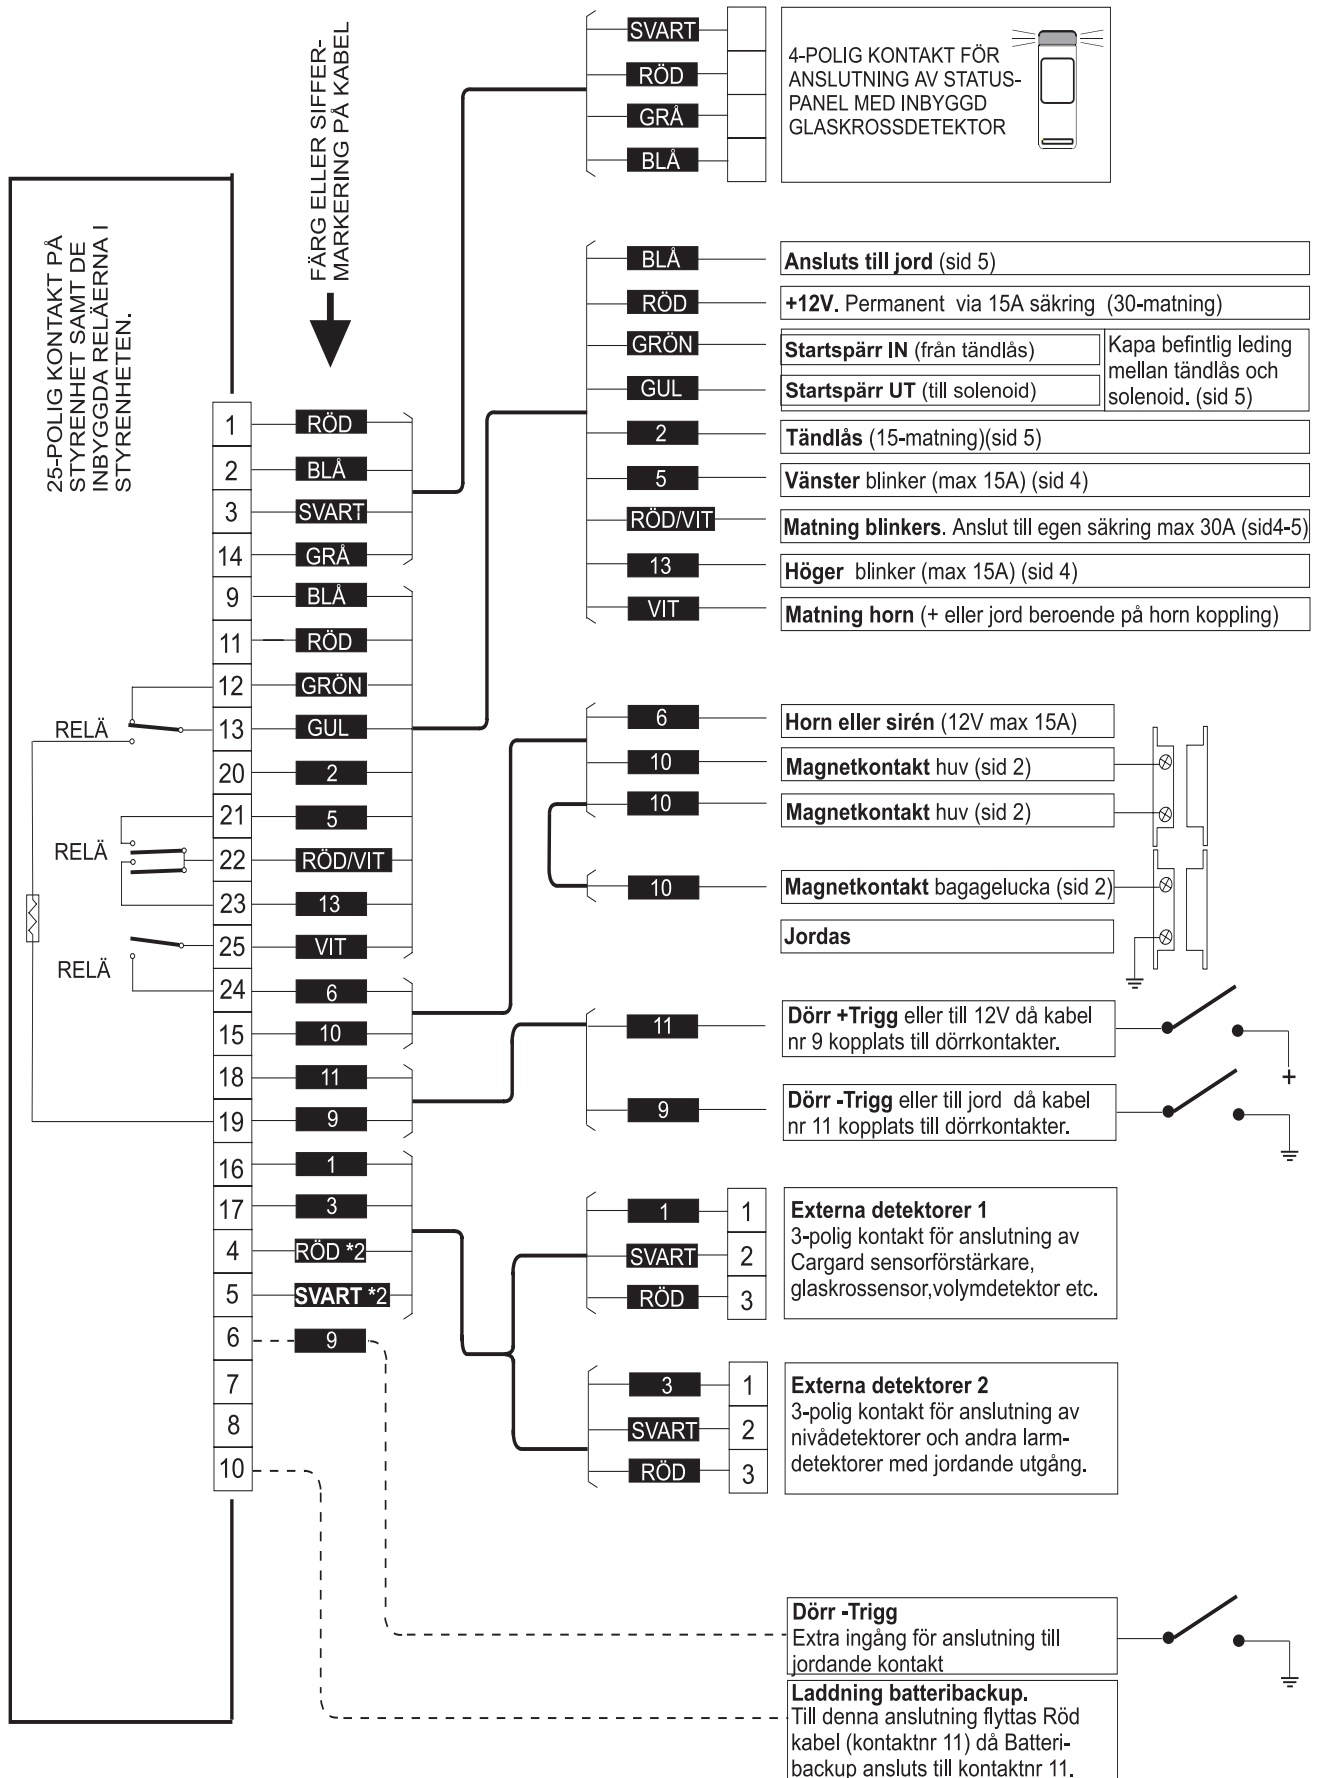 FÄRG ELLER SIFFER-
MARKERING PÅ KABEL
25-POLIG KONTAKT PÅ
STYRENHET SAMT DE
INBYGGDA RELÄERNA I
STYRENHETEN.
SVART
RÖD
GRÅ
BLÅ
4-POLIG KONTAKT FÖR
ANSLUTNING AV STATUS-
PANEL MED INBYGGD
GLASKROSSDETEKTOR
1 RÖD
2 BLÅ
3 SVART
14 GRÅ
9 BLÅ
11 RÖD
12 GRÖN
RELÄ 13 GUL
20 2
21 5
RELÄ 22 RÖD/VIT
23 13
25 VIT
RELÄ
24 6
15 10
18 11
19 9
16 1
17 3
4 RÖD *2
5 SVART *2
6 9
7
8
10
BLÅ Ansluts till jord (sid 5)
RÖD +12V. Permanent via 15A säkring (30-matning)
GRÖN Startspärr IN (från tändlås)
GUL Startspärr UT (till solenoid)
Kapa befintlig leding
mellan tändlås och
solenoid. (sid 5)
2 Tändlås (15-matning)(sid 5)
5 Vänster blinker (max 15A) (sid 4)
RÖD/VIT Matning blinkers. Anslut till egen säkring max 30A (sid4-5)
13 Höger blinker (max 15A) (sid 4)
VIT Matning horn (+ eller jord beroende på horn koppling)
6 Horn eller sirén (12V max 15A)
10 Magnetkontakt huv (sid 2)
10 Magnetkontakt huv (sid 2)
10 Magnetkontakt bagagelucka (sid 2)
Jordas
11 Dörr +Trigg eller till 12V då kabel
nr 9 kopplats till dörrkontakter.
+
9 Dörr -Trigg eller till jord då kabel
nr 11 kopplats till dörrkontakter.
1 1
SVART 2
RÖD 3
Externa detektorer 1
3-polig kontakt för anslutning av
Cargard sensorförstärkare,
glaskrossensor,volymdetektor etc.
3 1
SVART 2
RÖD 3
Externa detektorer 2
3-polig kontakt för anslutning av
nivådetektorer och andra larm-
detektorer med jordande utgång.
Dörr -Trigg
Extra ingång för anslutning till
jordande kontakt
Laddning batteribackup.
Till denna anslutning flyttas Röd
kabel (kontaktnr 11) då Batteri-
backup ansluts till kontaktnr 11.